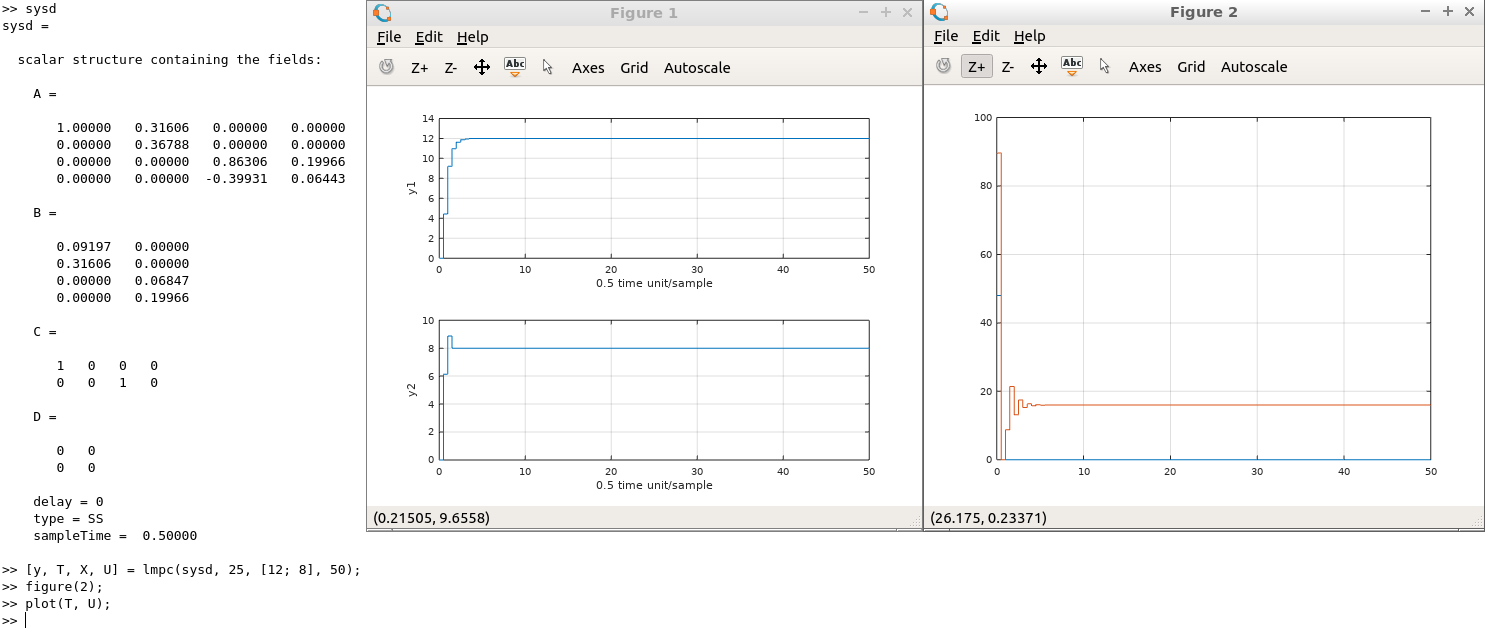 >> sysd
sysd =
scalar structure containing the fields:
A =
1.00000 0.31606 0.00000 0.00000
0.00000 0.36788 0.00000 0.00000
0.00000 0.00000 0.86306 0.19966
0.00000 0.00000 -0.39931 0.06443
B =
0.09197 0.00000
0.31606 0.00000
0.00000 0.06847
0.00000 0.19966
C =
1 0 0 0
0 0 1 0
D =
0 0
0 0
delay = 0
type = SS
sampleTime = 0.50000
>> [y, T, X, U] = lmpc(sysd, 25, [12; 8], 50);
>> figure(2);
>> plot(T, U);
>>
Figure 1
File Edit Help
Z+ Z- Abc Axes Grid Autoscale
14
12
10
8
6
4
2
0
y1
0 10 20 30 40 50
0.5 time unit/sample
10
8
6
4
2
0
y2
0 10 20 30 40 50
0.5 time unit/sample
(0.21505, 9.6558)
Figure 2
File Edit Help
Z+ Z- Abc Axes Grid Autoscale
100
80
60
40
20
0
0 10 20 30 40 50
(26.175, 0.23371)